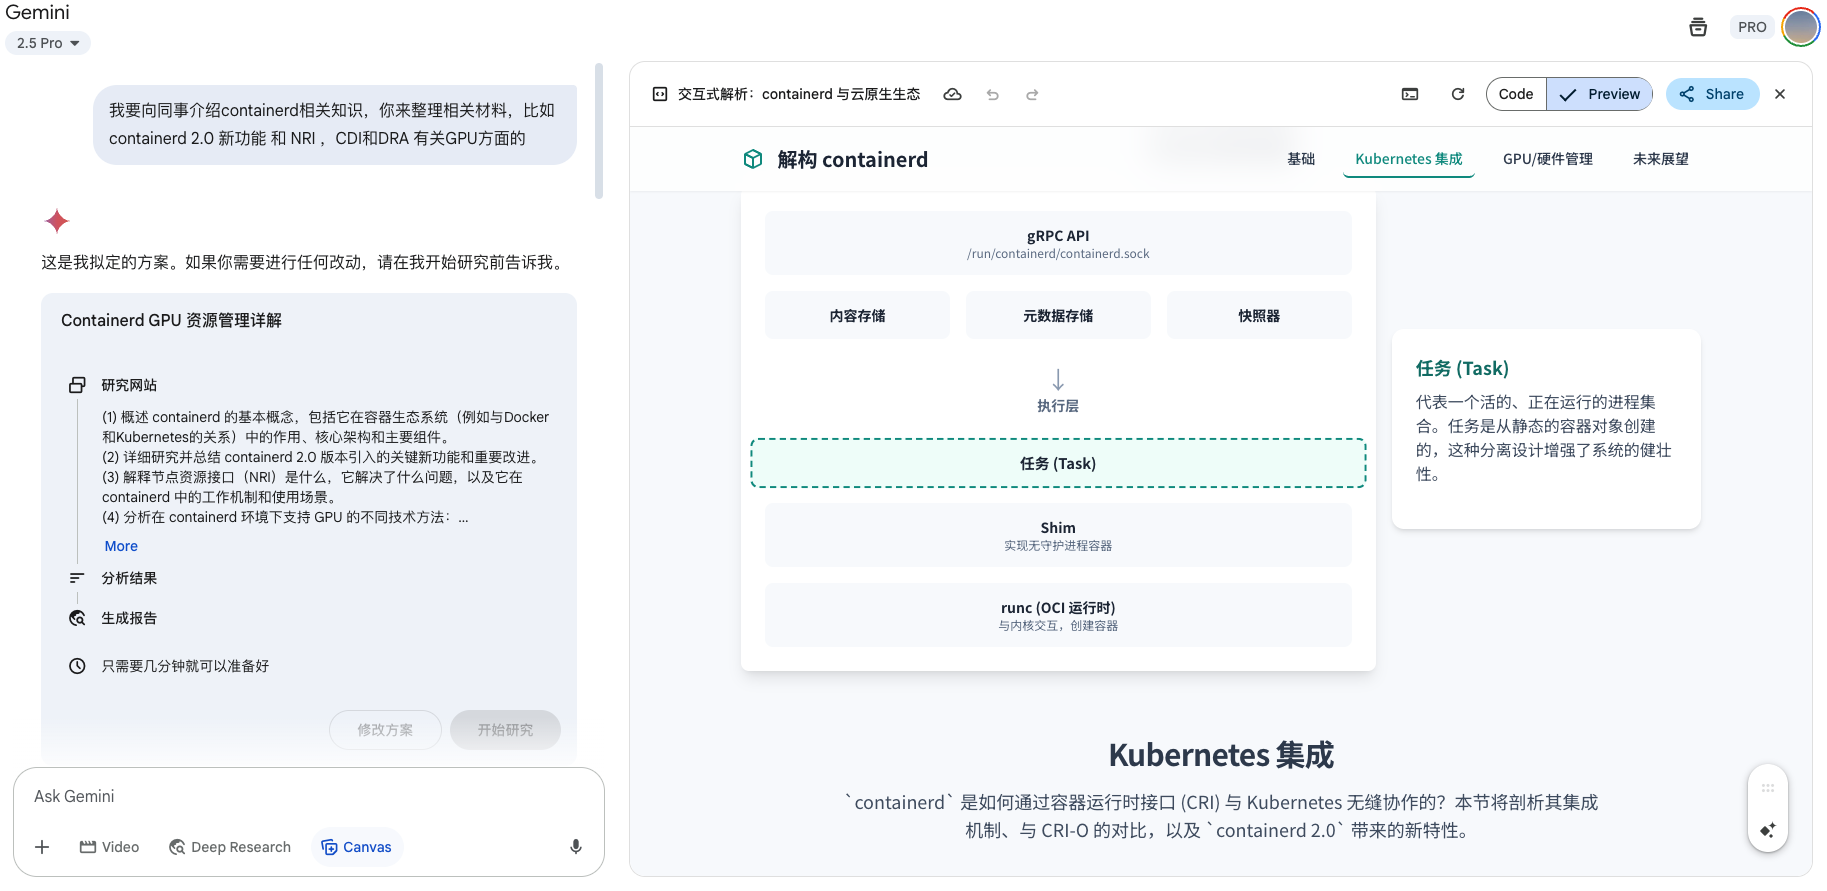 Gemini
2.5 Pro
PRO
我要向同事介绍containerd相关知识，你来整理相关材料，比如
containerd 2.0 新功能 和 NRI ，CDI和DRA 有关GPU方面的
这是我拟定的方案。如果你需要进行任何改动，请在我开始研究前告诉我。
Containerd GPU 资源管理详解
研究网站
(1) 概述 containerd 的基本概念，包括它在容器生态系统（例如与Docker
和Kubernetes的关系）中的作用、核心架构和主要组件。
(2) 详细研究并总结 containerd 2.0 版本引入的关键新功能和重要改进。
(3) 解释节点资源接口（NRI）是什么，它解决了什么问题，以及它在
containerd 中的工作机制和使用场景。
(4) 分析在 containerd 环境下支持 GPU 的不同技术方法：...
More
分析结果
生成报告
只需要几分钟就可以准备好
修改方案
开始研究
Ask Gemini
Video
Deep Research
Canvas
交互式解析：containerd 与云原生生态
Code
Preview
Share
解构 containerd
基础
Kubernetes 集成
GPU/硬件管理
未来展望
gRPC API
/run/containerd/containerd.sock
内容存储
元数据存储
快照器
执行层
任务 (Task)
Shim
实现无守护进程容器
runc (OCI 运行时)
与内核交互，创建容器
任务 (Task)
代表一个活的、正在运行的进程集
合。任务是从静态的容器对象创建
的，这种分离设计增强了系统的健壮
性。
Kubernetes 集成
`containerd` 是如何通过容器运行时接口 (CRI) 与 Kubernetes 无缝协作的？本节将剖析其集成
机制、与 CRI-O 的对比，以及 `containerd 2.0` 带来的新特性。